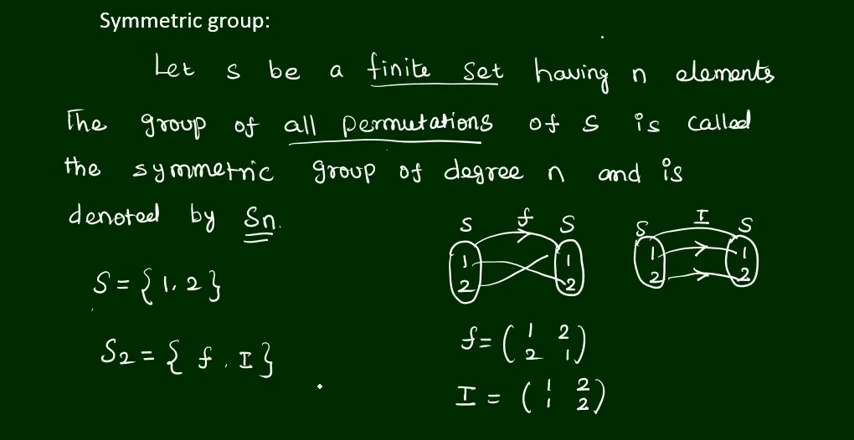 Symmetric group:
Let s be a finite set having n elements
The group of all permutations of s is called
the symmetric group of degree n and is
denoted by Sn.
S f S
1 1
2 2
S I S
1 1
2 2
S = { 1, 2 }
f = ( 1 2
2 1 )
S2 = { f, I }
I = ( 1 2
1 2 )